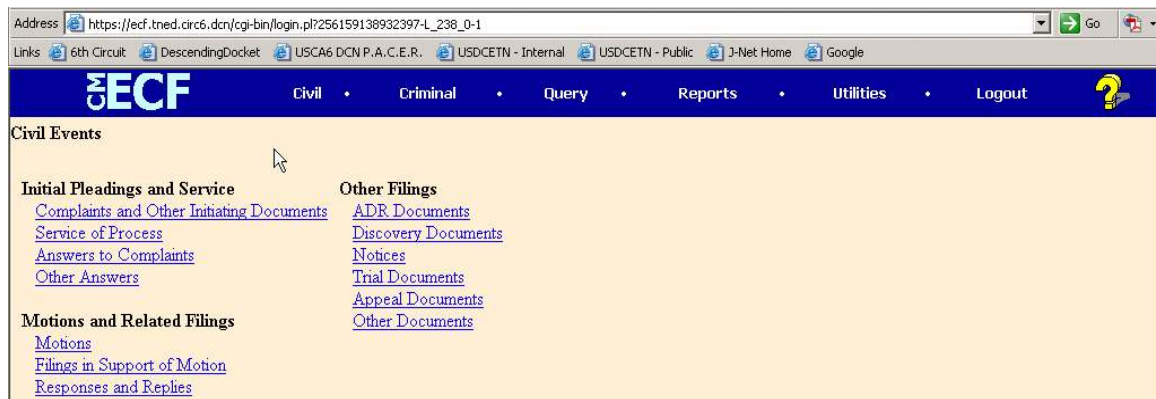 Address https://ecf.tned.circ6.dcn/cgi-bin/login.pl?256159138932397-L_238_0-1 Go
Links 6th Circuit DescendingDocket USCA6 DCN P.A.C.E.R. USDCETN - Internal USDCETN - Public J-Net Home Google
CM ECF Civil • Criminal • Query • Reports • Utilities • Logout ?
Civil Events
Initial Pleadings and Service
Complaints and Other Initiating Documents
Service of Process
Answers to Complaints
Other Answers
Motions and Related Filings
Motions
Filings in Support of Motion
Responses and Replies
Other Filings
ADR Documents
Discovery Documents
Notices
Trial Documents
Appeal Documents
Other Documents